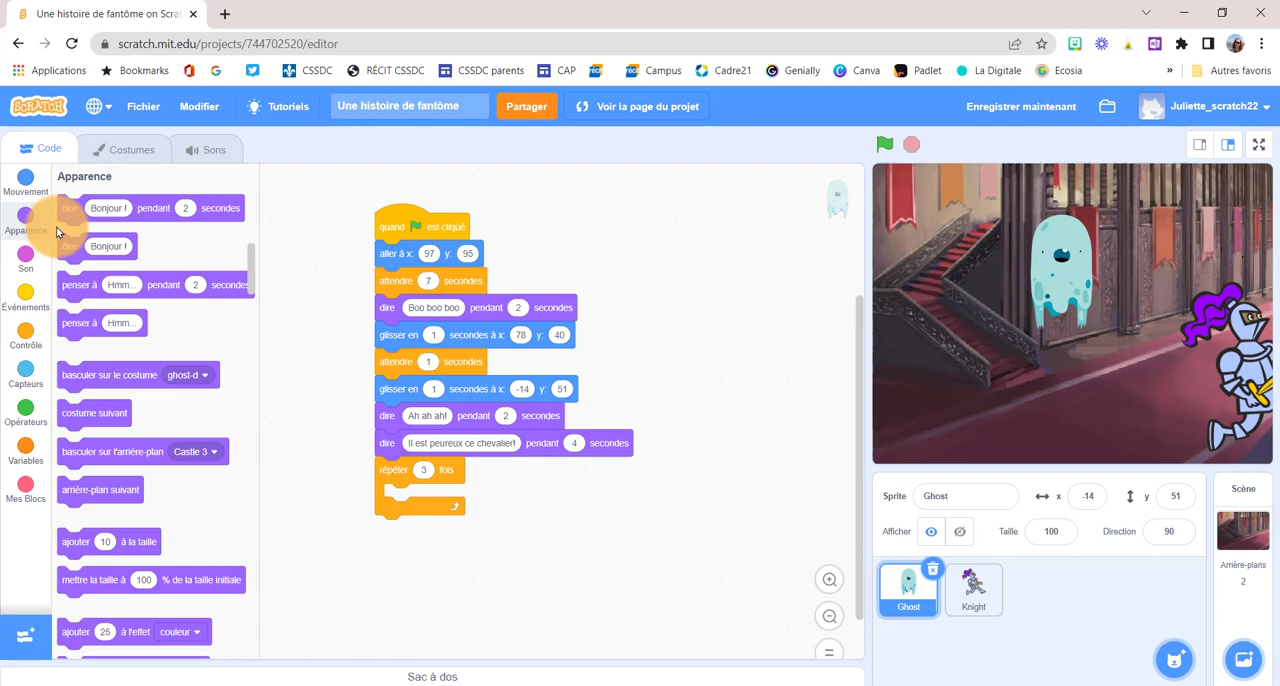 Une histoire de fantôme on Scra
scratch.mit.edu/projects/744702520/editor
Applications Bookmarks CSSDC RÉCIT CSSDC CSSDC parents CAP Campus Cadre21 Genially Canva Padlet La Digitale Ecosia » Autres favoris
SCRATCH Fichier Modifier Tutoriels Une histoire de fantôme Partager Voir la page du projet Enregistrer maintenant Juliette_scratch22
Code Costumes Sons
Mouvement
Apparence
Son
Événements
Contrôle
Capteurs
Opérateurs
Variables
Mes Blocs
Apparence
dire Bonjour ! pendant 2 secondes
dire Bonjour !
penser à Hmm... pendant 2 secondes
penser à Hmm...
basculer sur le costume ghost-d
costume suivant
basculer sur l'arrière-plan Castle 3
arrière-plan suivant
ajouter 10 à la taille
mettre la taille à 100 % de la taille initiale
ajouter 25 à l'effet couleur
quand est cliqué
aller à x: 97 y: 95
attendre 7 secondes
dire Boo boo boo pendant 2 secondes
glisser en 1 secondes à x: 78 y: 40
attendre 1 secondes
glisser en 1 secondes à x: -14 y: 51
dire Ah ah ah! pendant 2 secondes
dire Il est peureux ce chevalier! pendant 4 secondes
répéter 3 fois
Sprite Ghost x -14 y 51
Afficher Taille 100 Direction 90
Ghost Knight
Scène
Arrière-plans
2
Sac à dos